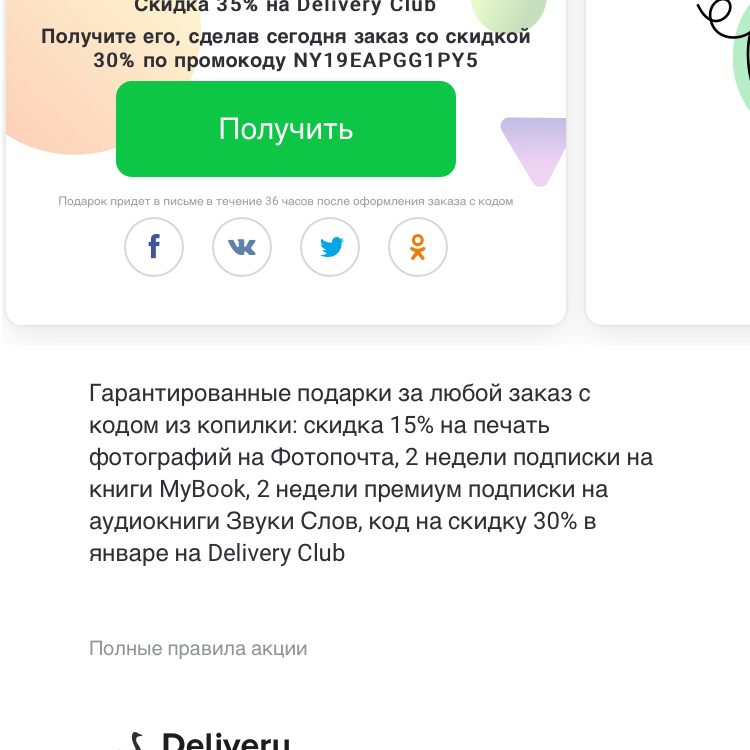 Скидка 35% на Delivery Club
Получите его, сделав сегодня заказ со скидкой
30% по промокоду NY19EAPGG1PY5
Получить
Подарок придет в письме в течение 36 часов после оформления заказа с кодом
Гарантированные подарки за любой заказ с
кодом из копилки: скидка 15% на печать
фотографий на Фотопочта, 2 недели подписки на
книги MyBook, 2 недели премиум подписки на
аудиокниги Звуки Слов, код на скидку 30% в
январе на Delivery Club
Полные правила акции
Delivery